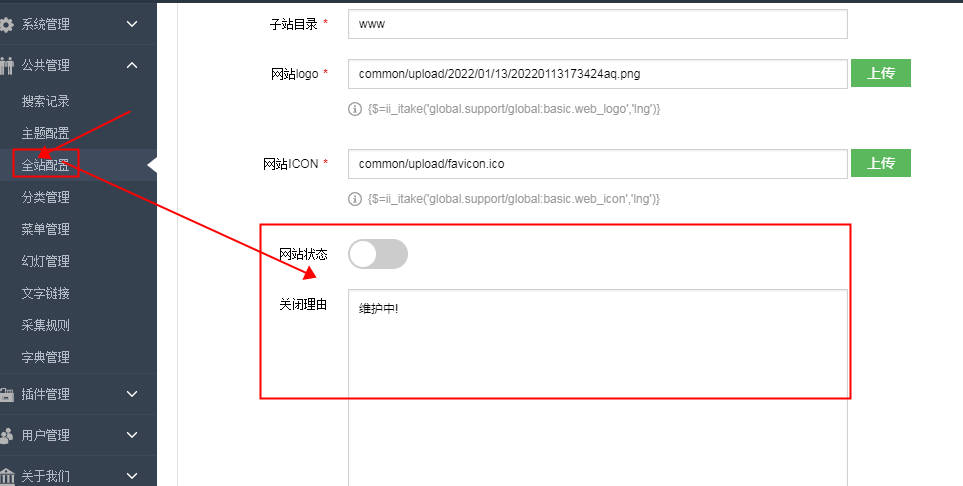 系统管理
公共管理
搜索记录
主题配置
全站配置
分类管理
菜单管理
幻灯管理
文字链接
采集规则
字典管理
插件管理
用户管理
关于我们
子站目录 * www
网站logo * common/upload/2022/01/13/20220113173424aq.png 上传
{$=ii_itake('global.support/global:basic.web_logo','lng')}
网站ICON * common/upload/favicon.ico 上传
{$=ii_itake('global.support/global:basic.web_icon','lng')}
网站状态
关闭理由 维护中!